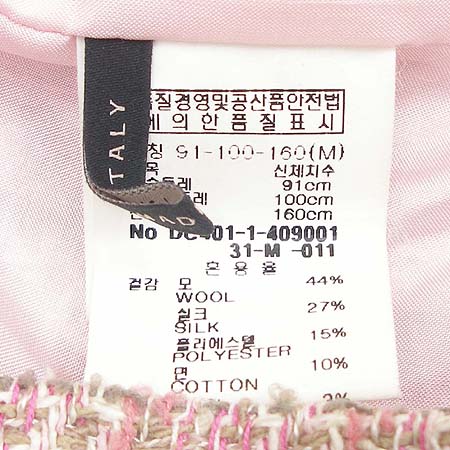 ITALY
품질경영및공산품안전법
에의한품질표시
호칭 91-100-160(M)
신체치수
91cm
100cm
160cm
No DC401-1-409001
31-M -011
혼용율
겉감 모 44%
WOOL
실크 27%
SILK
폴리에스텔 15%
POLYESTER
면 10%
COTTON